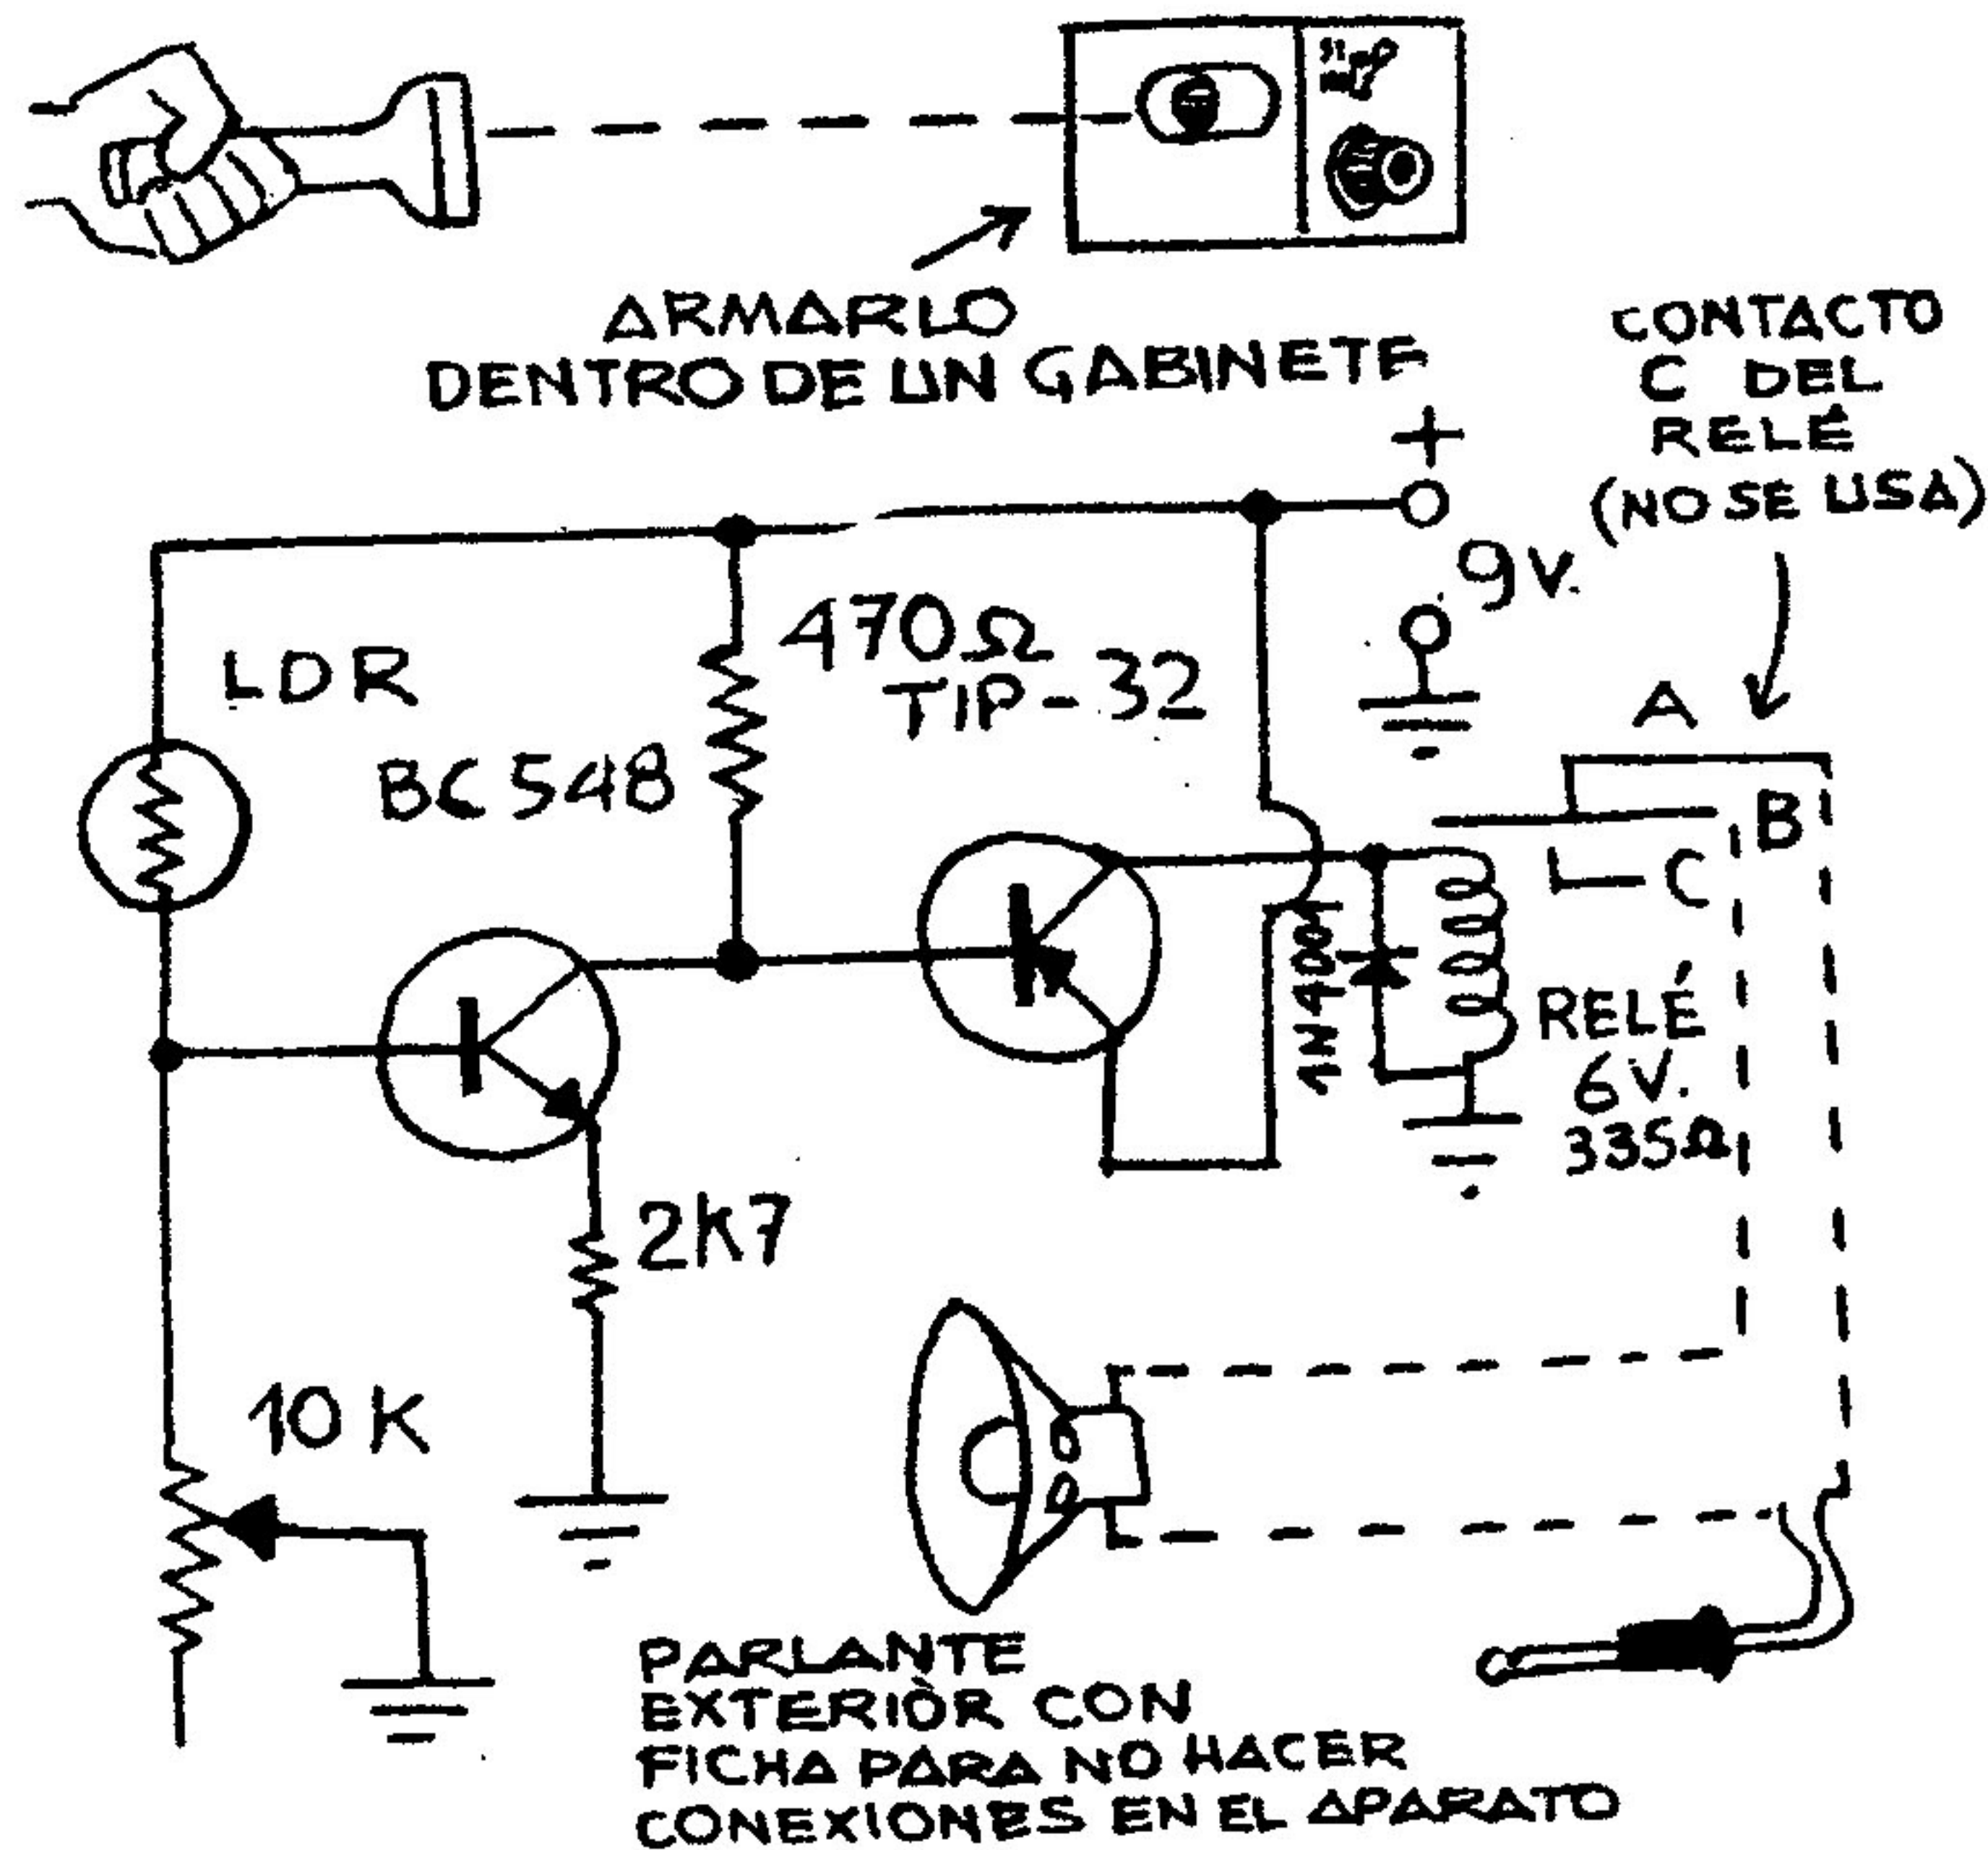 ARMARLO
DENTRO DE UN GABINETE
CONTACTO
C DEL
RELÉ
(NO SE USA)
+
9V.
LDR
470Ω
TIP-32
BC548
A
B
C
1N4001
RELÉ
6V.
335Ω
2K7
10K
PARLANTE
EXTERIÒR CON
FICHA PARA NO HACER
CONEXIONES EN EL APARATO